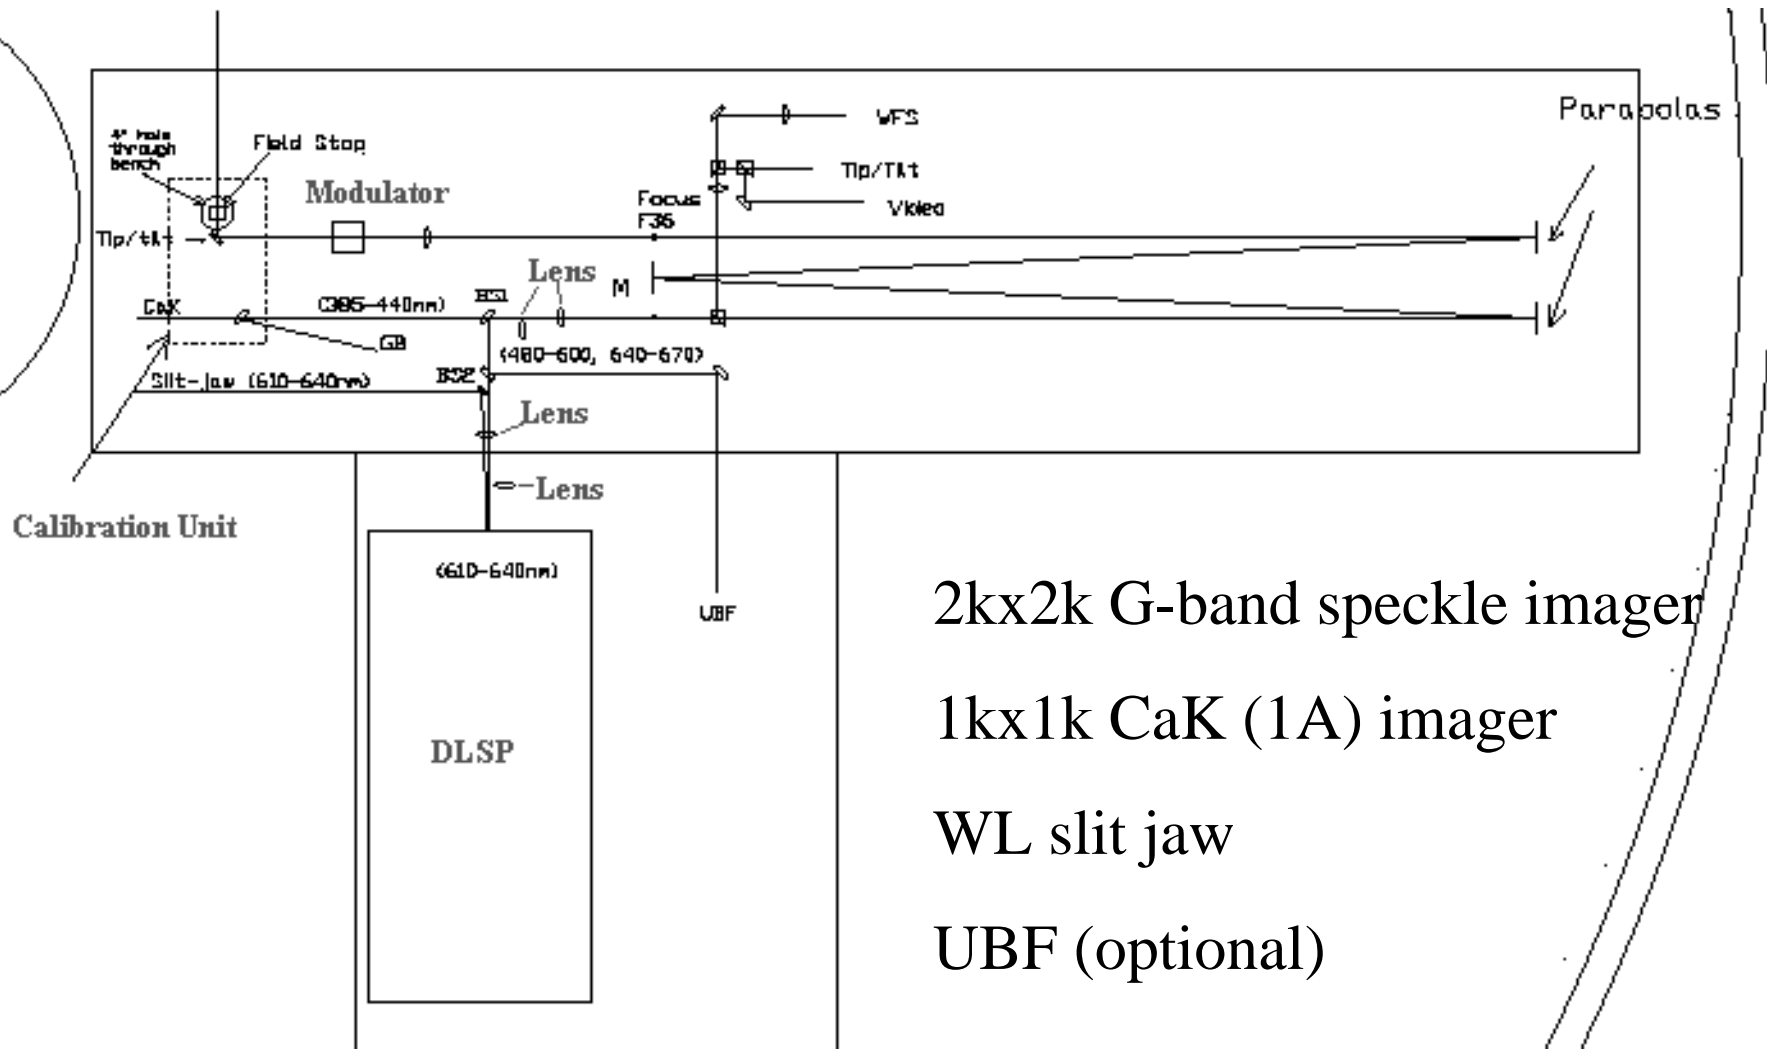 Parabolas
WFS
4" hole
through
bench
Field Stop
Tip/Tilt
Modulator
Focus
F36
Video
Tip/tilt
Lens
M
CaK
(385-440nm)
BS1
GB
(480-600, 640-670)
Slit-jaw (610-640nm)
BS2
Lens
Lens
Calibration Unit
(610-640nm)
UBF
DLSP
2kx2k G-band speckle imager
1kx1k CaK (1A) imager
WL slit jaw
UBF (optional)